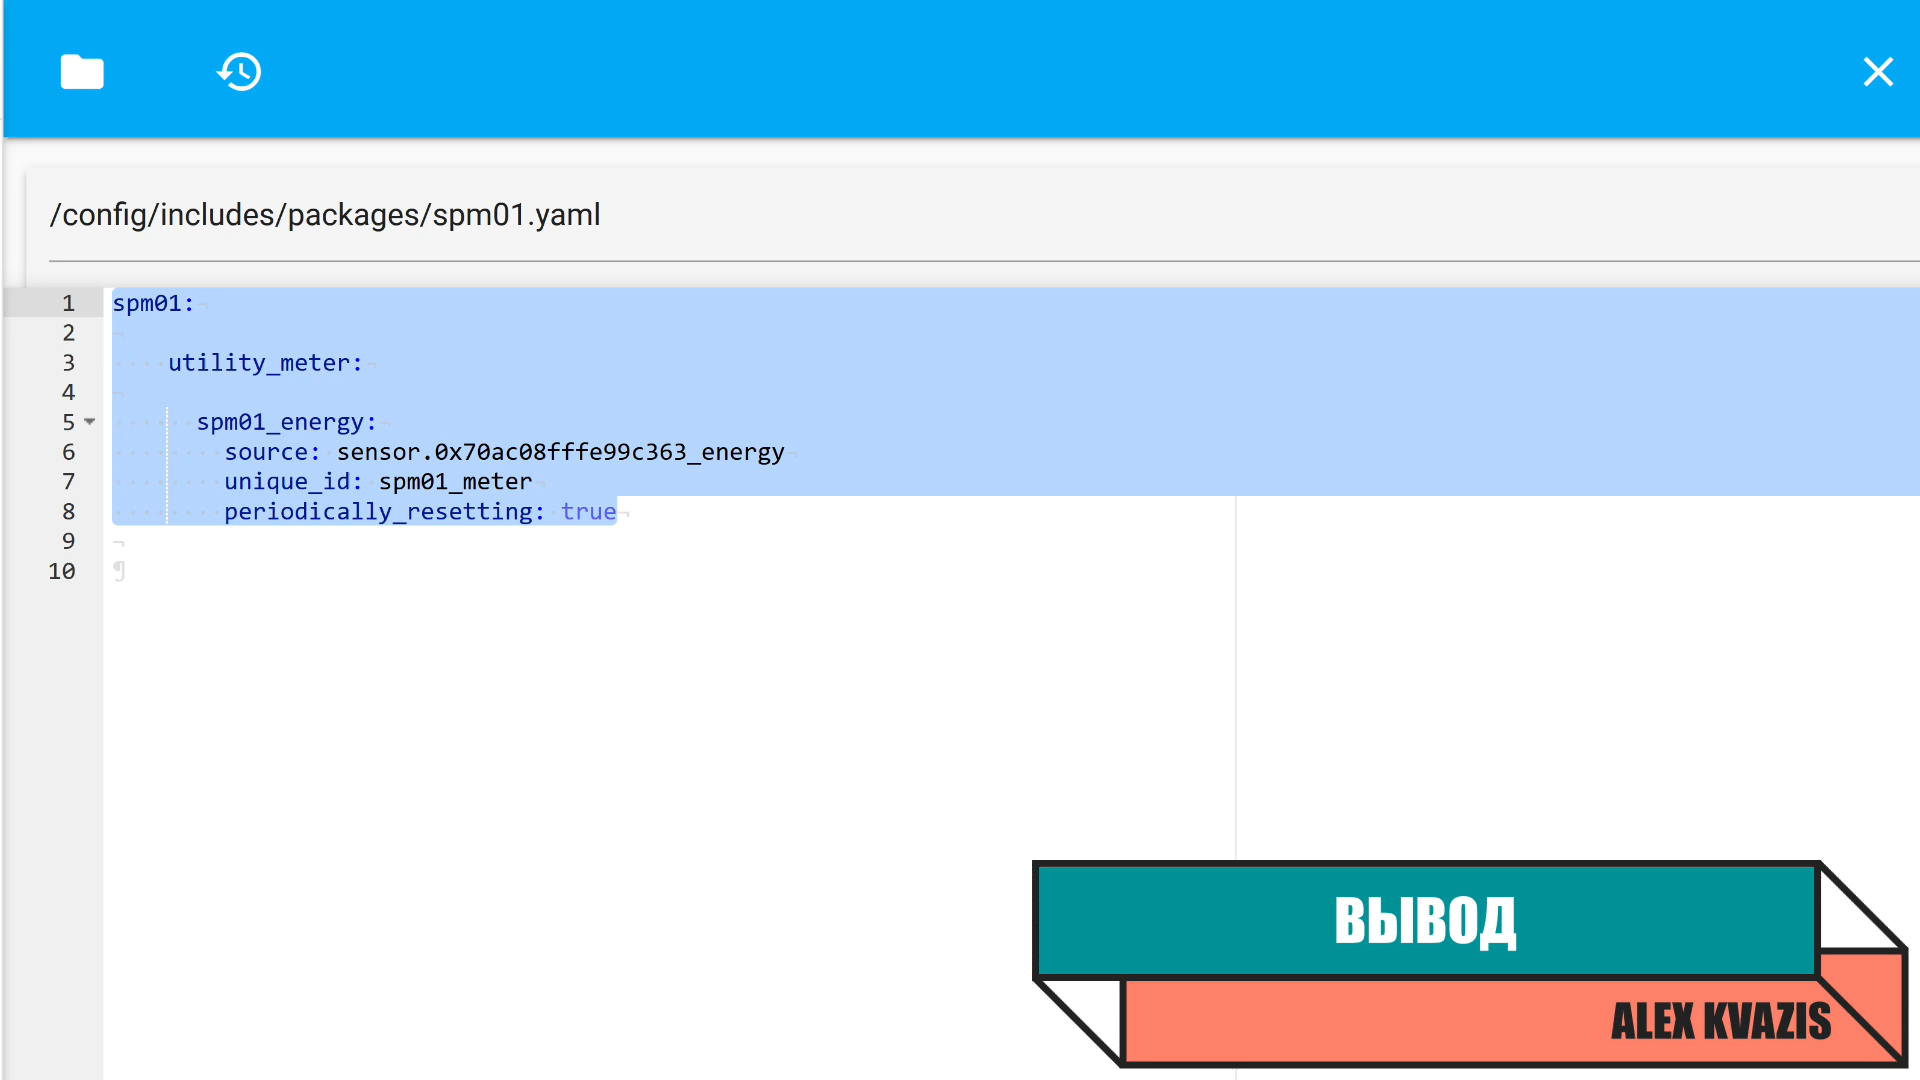 /config/includes/packages/spm01.yaml
1 spm01:
2
3 utility_meter:
4
5 spm01_energy:
6 source: sensor.0x70ac08fffe99c363_energy
7 unique_id: spm01_meter
8 periodically_resetting: true
9
10
ВЫВОД
ALEX KVAZIS